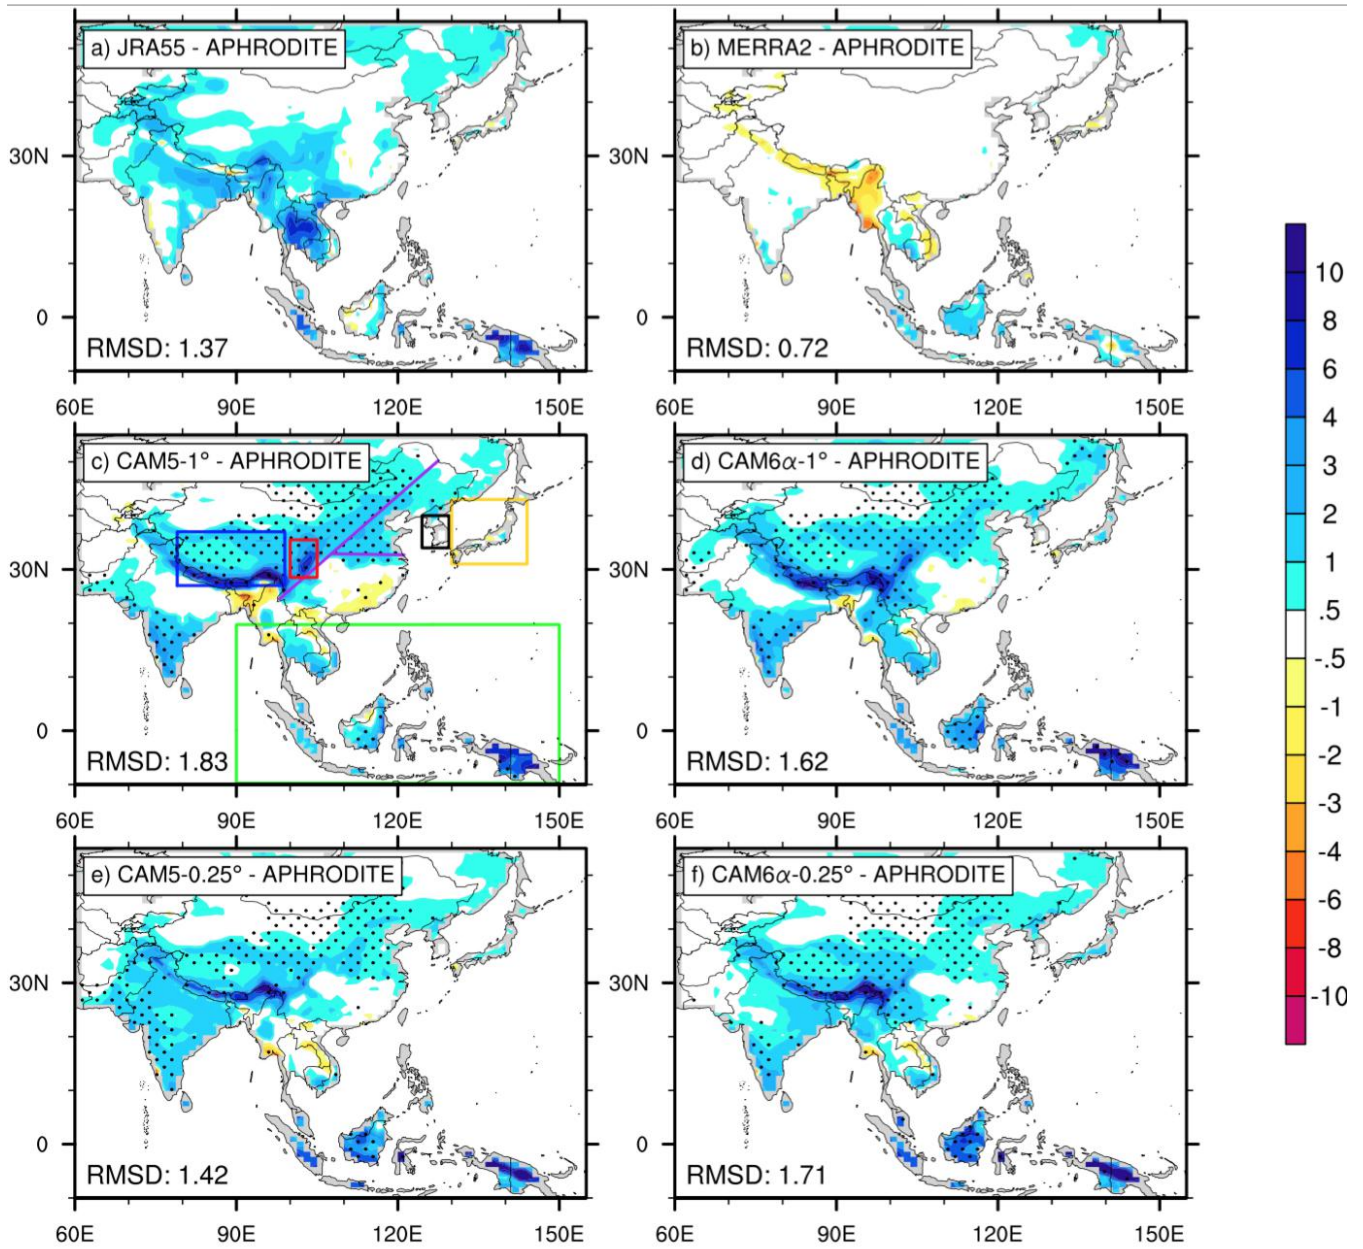 a) JRA55 - APHRODITE
b) MERRA2 - APHRODITE
30N
30N
0
0
RMSD: 1.37
RMSD: 0.72
60E 90E 120E 150E
60E 90E 120E 150E
c) CAM5-1° - APHRODITE
d) CAM6α-1° - APHRODITE
30N
30N
0
0
RMSD: 1.83
RMSD: 1.62
60E 90E 120E 150E
60E 90E 120E 150E
e) CAM5-0.25° - APHRODITE
f) CAM6α-0.25° - APHRODITE
30N
30N
0
0
RMSD: 1.42
RMSD: 1.71
60E 90E 120E 150E
60E 90E 120E 150E
10
8
6
4
3
2
1
.5
-.5
-1
-2
-3
-4
-6
-8
-10